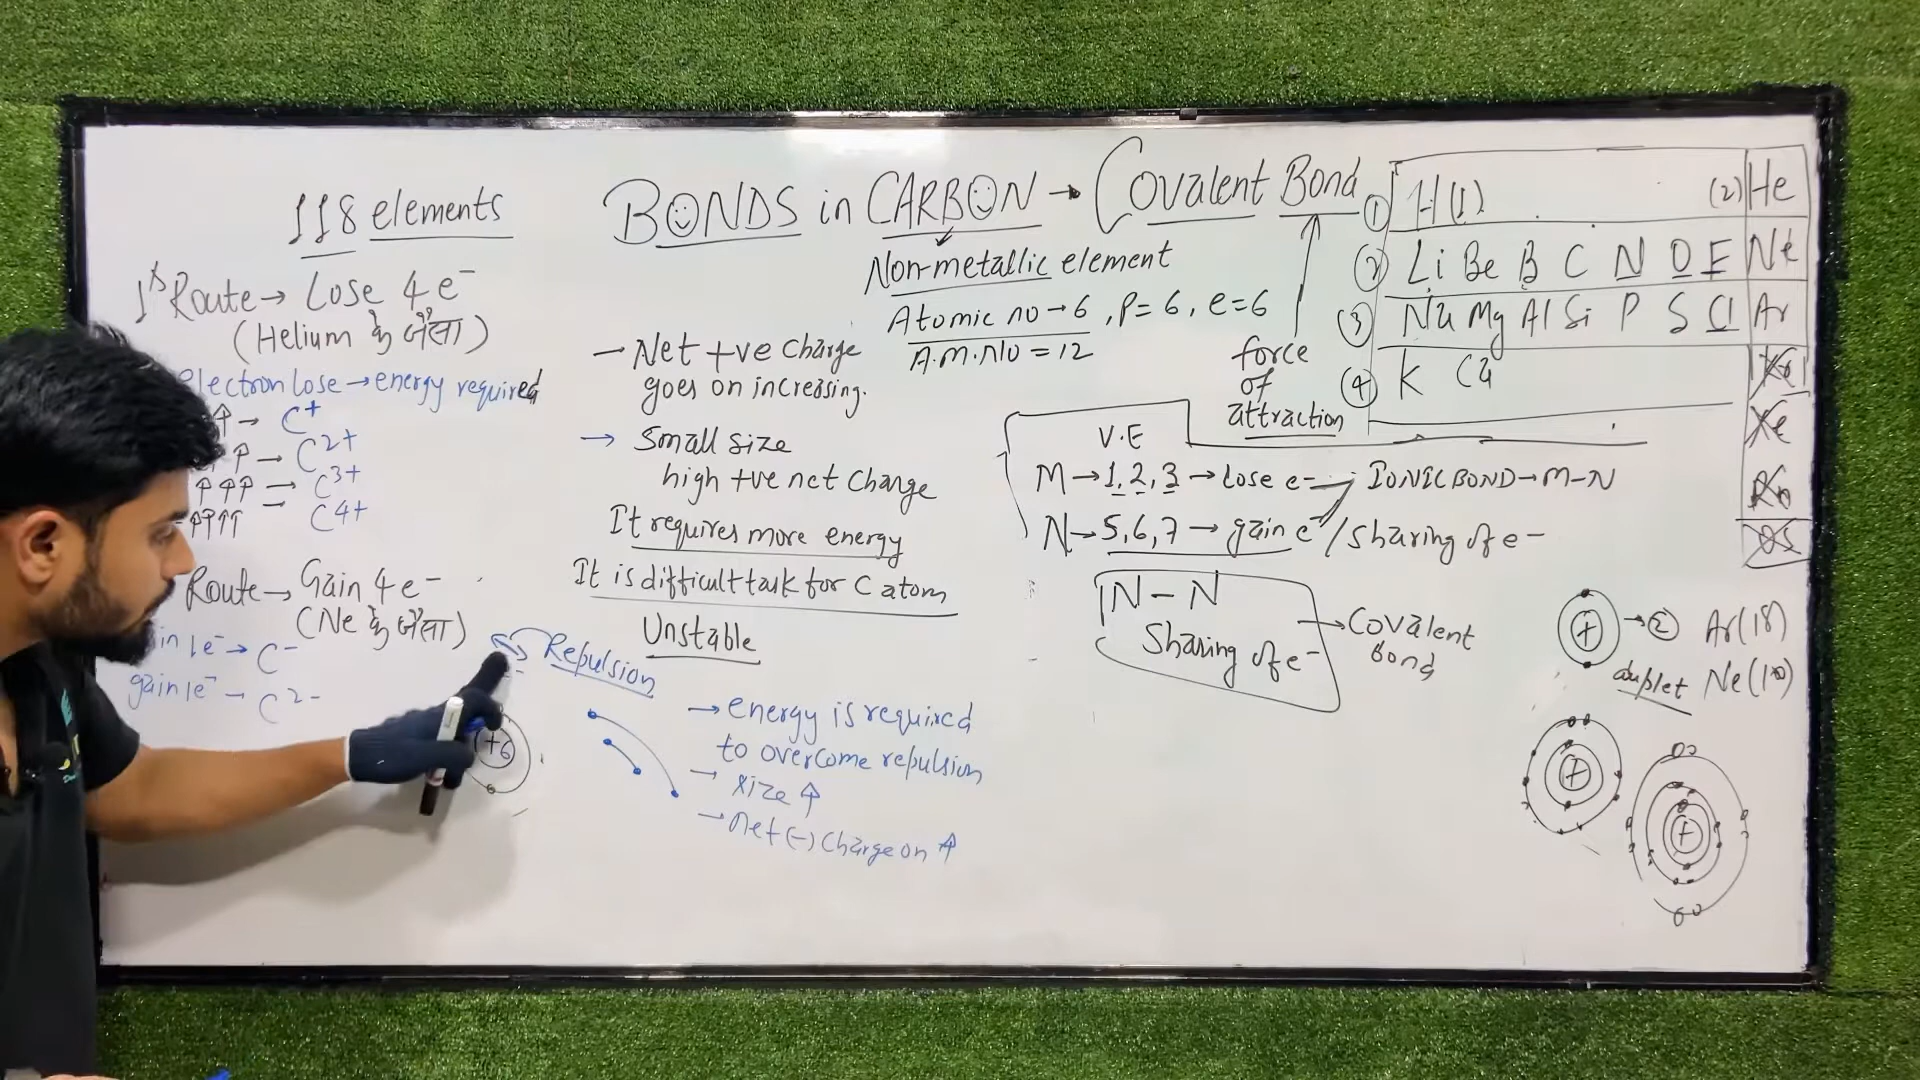 118 elements
Route → Lose 4e⁻
(Helium के जैसा)
electron lose → energy required
↑ → C⁺
↑ → C²⁺
↑↑↑ → C³⁺
↑↑↑↑ C⁴⁺
Route → Gain 4e⁻
(Ne के जैसा)
1e⁻ → C⁻
gain 1e⁻ → C²⁻
BONDS in CARBON → Covalent Bond
Non-metallic element
Atomic no → 6, P=6, e=6
A.M.No = 12
→ Net +ve charge
goes on increasing.
→ Small size
high +ve net charge
It requires more energy
It is difficult task for C atom
Unstable
Repulsion
+6
→ energy is required
to overcome repulsion
→ size ↑
→ Net (-) charge on ↑
force
of
attraction
V.E
M → 1, 2, 3 → Lose e⁻ IONIC BOND → M-N
N → 5, 6, 7 → gain e⁻ / Sharing of e⁻
N - N
Sharing of e⁻
→ Covalent
Bond
① H(1) (2) He
② Li Be B C N O F Ne
(3) Na Mg Al Si P S Cl Ar
④ K Ca Kr
Xe
Rn
+ → ② Ar(18)
duplet Ne(10)
+
+